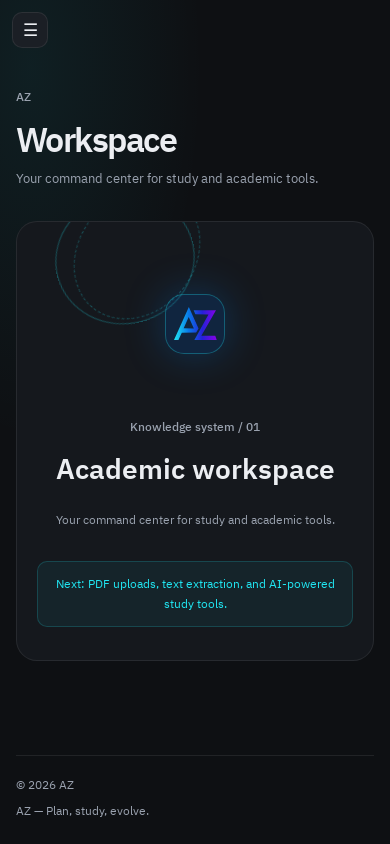 ☰
AZ
Workspace
Your command center for study and academic tools.
AZ
Knowledge system / 01
Academic workspace
Your command center for study and academic tools.
Next: PDF uploads, text extraction, and AI-powered
study tools.
© 2026 AZ
AZ — Plan, study, evolve.